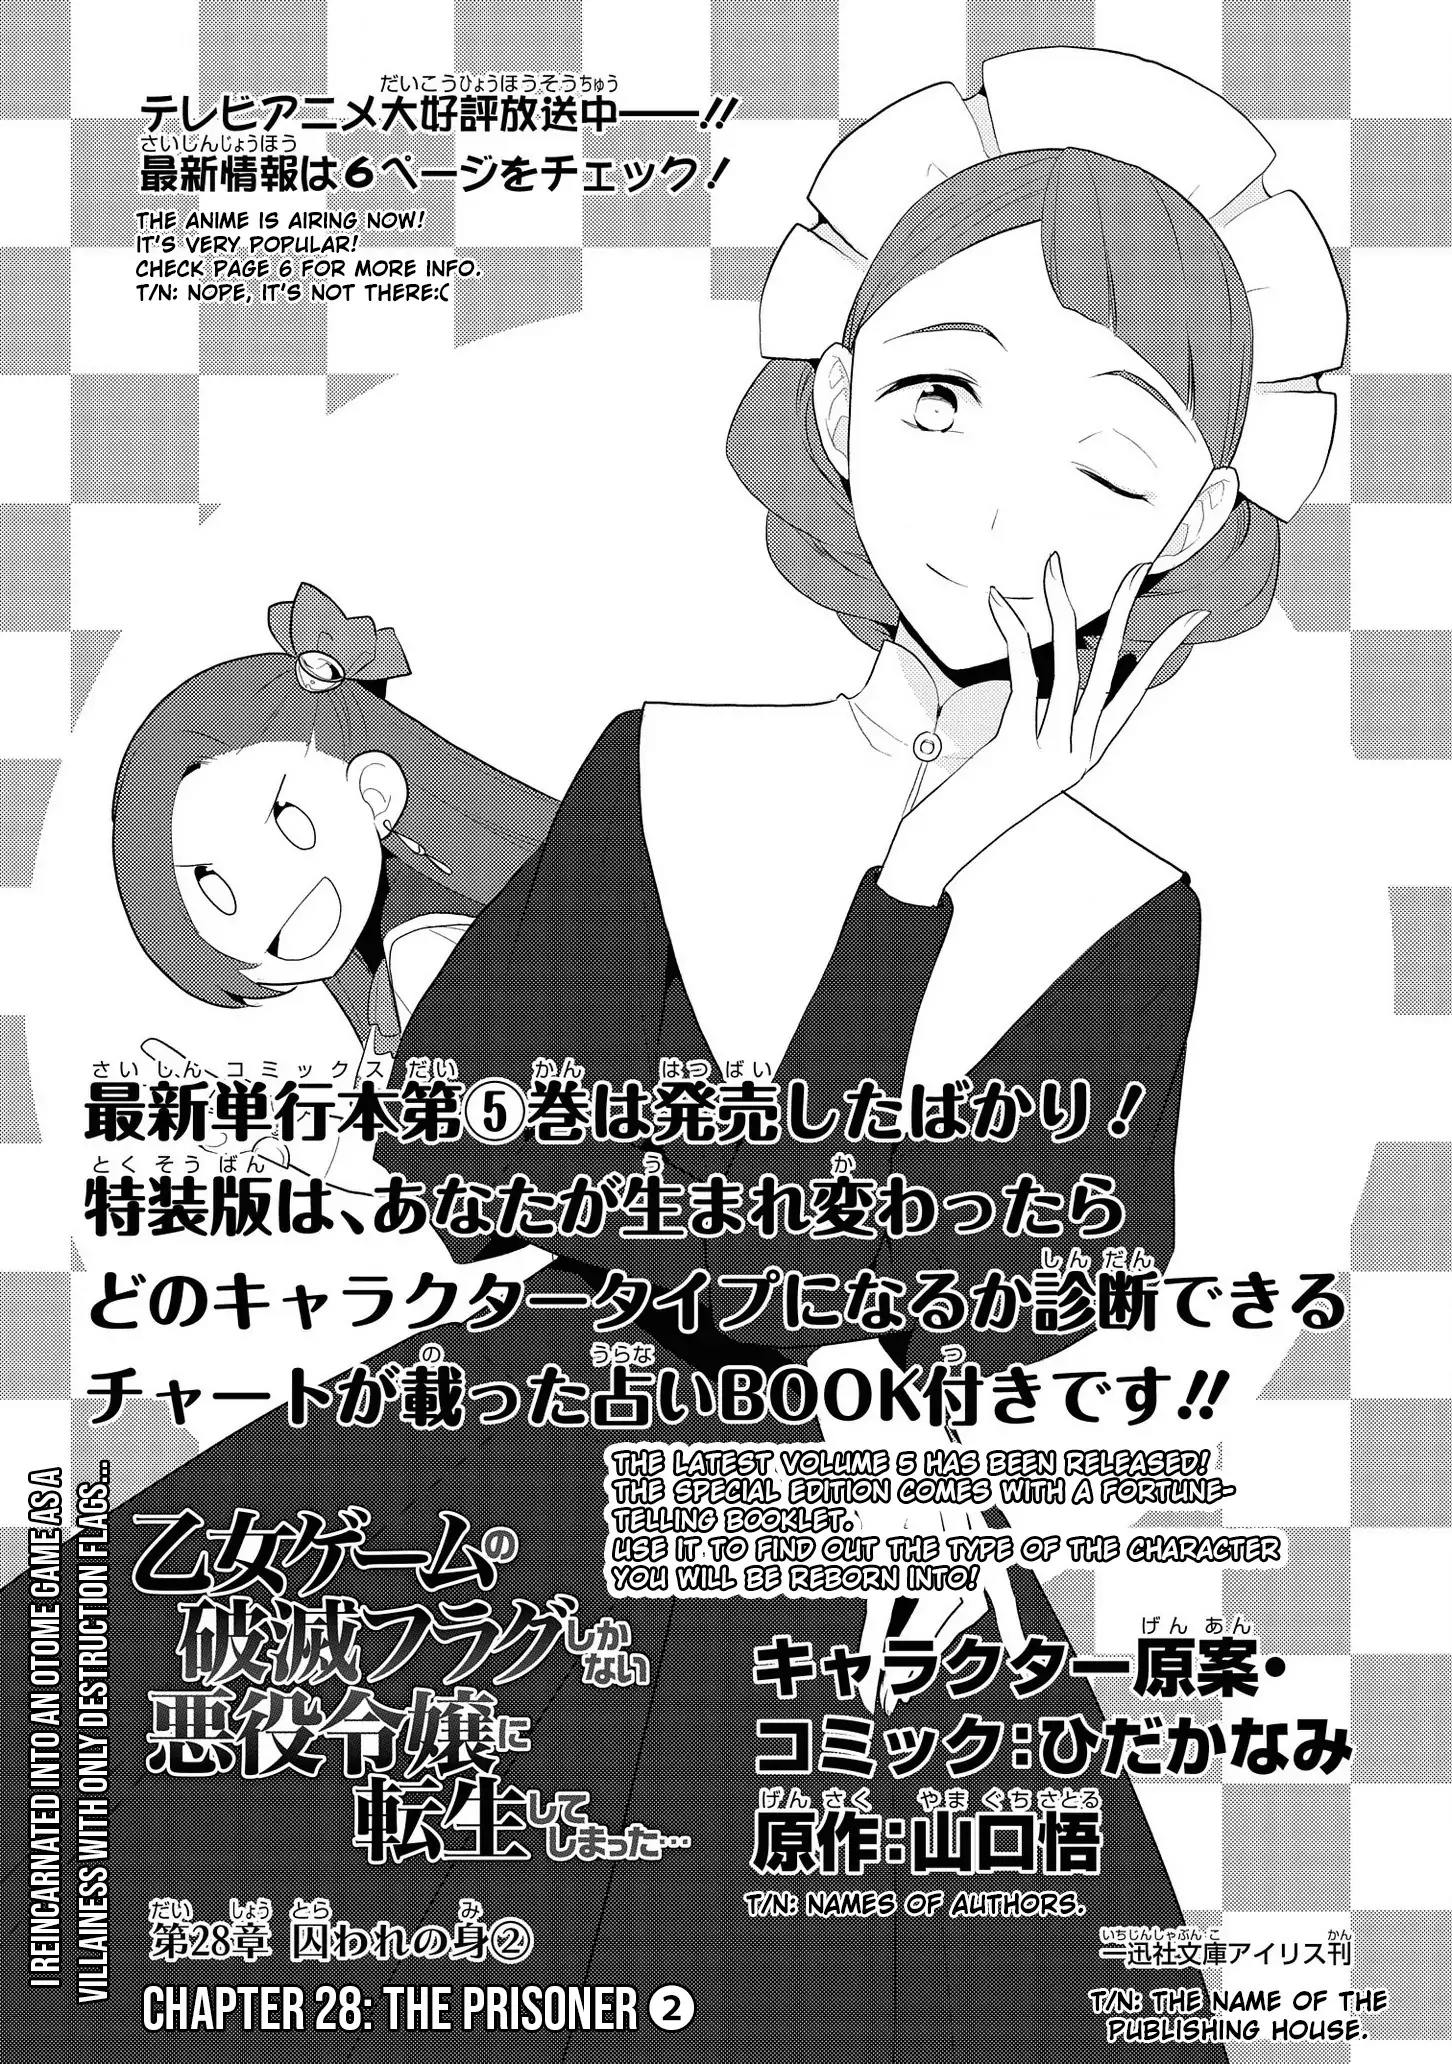 だいこうひょうほうそうちゅう
テレビアニメ大好評放送中――!!
さいしんじょうほう
最新情報は6ページをチェック!
THE ANIME IS AIRING NOW!
IT'S VERY POPULAR!
CHECK PAGE 6 FOR MORE INFO.
T/N: NOPE, IT'S NOT THERE:(
さいしんコミックスだい かん はつばい
最新単行本第⑤巻は発売したばかり!
とくそうばん う か
特装版は、あなたが生まれ変わったら
しんだん
どのキャラクタータイプになるか診断できる
の うらな つ
チャートが載った占いBOOK付きです!!
THE LATEST VOLUME 5 HAS BEEN RELEASED!
THE SPECIAL EDITION COMES WITH A FORTUNE-
TELLING BOOKLET.
USE IT TO FIND OUT THE TYPE OF THE CHARACTER
YOU WILL BE REBORN INTO!
I REINCARNATED INTO AN OTOME GAME AS A
VILLAINESS WITH ONLY DESTRUCTION FLAGS...
乙女ゲームの
破滅フラグしかない
悪役令嬢に
転生してしまった…
げんあん
キャラクター原案・
コミック:ひだかなみ
げんさく やまぐちさとる
原作:山口悟
T/N: NAMES OF AUTHORS.
だい しょう とら み
第28章 囚われの身②
CHAPTER 28: THE PRISONER ②
いちじんしゃぶんこ かん
一迅社文庫アイリス刊
T/N: THE NAME OF THE
PUBLISHING HOUSE.